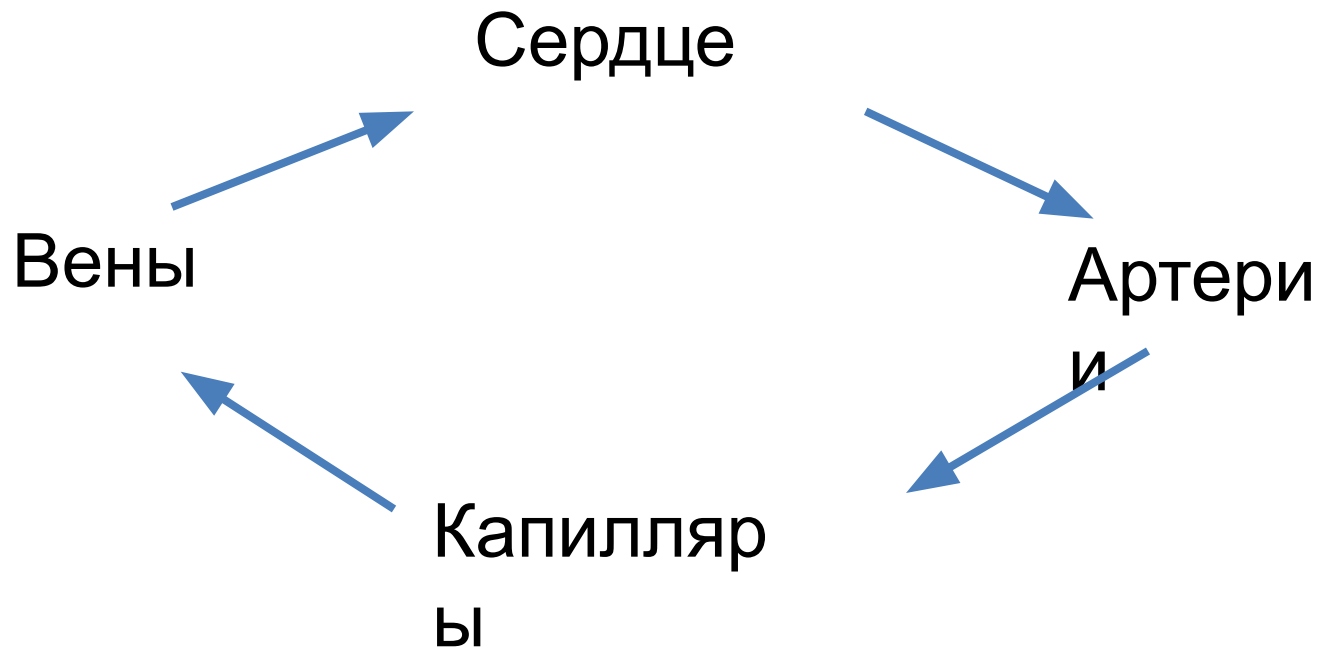 Сердце
Вены
Артери
и
Капилляр
ы